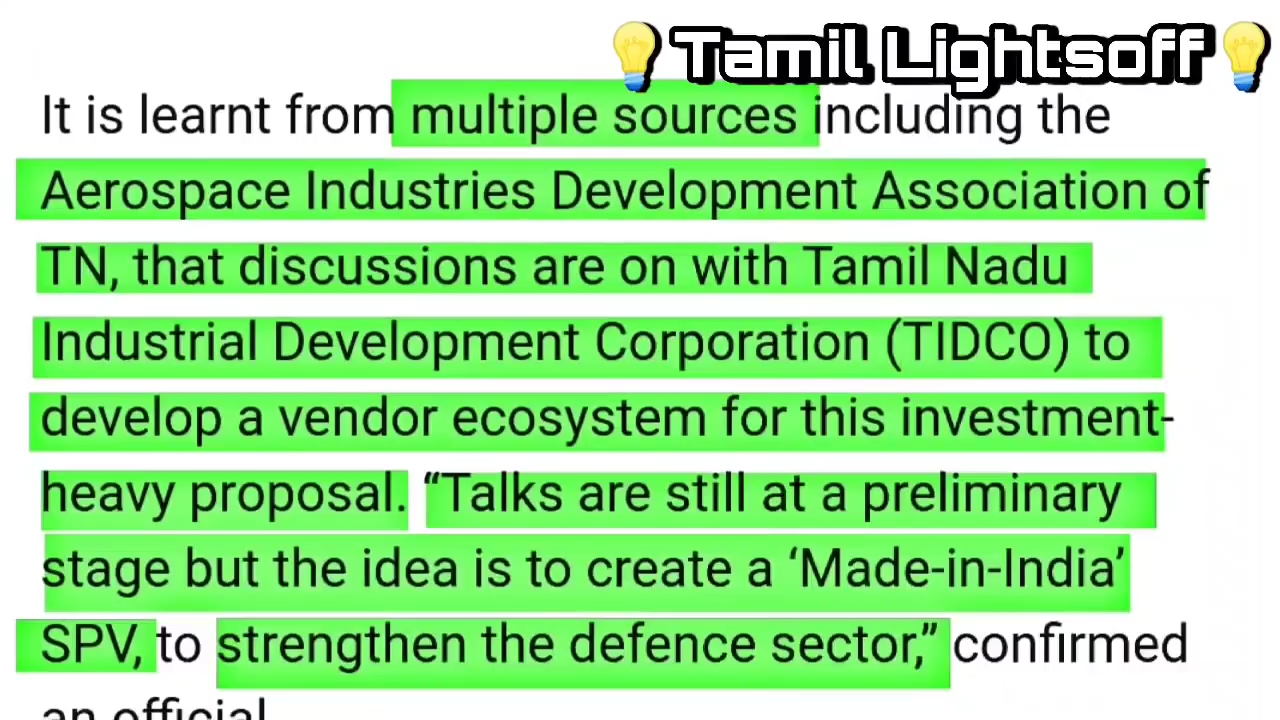 Tamil Lightsoff
It is learnt from multiple sources including the
Aerospace Industries Development Association of
TN, that discussions are on with Tamil Nadu
Industrial Development Corporation (TIDCO) to
develop a vendor ecosystem for this investment-
heavy proposal. “Talks are still at a preliminary
stage but the idea is to create a ‘Made-in-India’
SPV, to strengthen the defence sector,” confirmed
an official